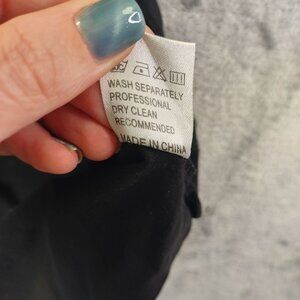 WASH SEPARATELY
PROFESSIONAL
DRY CLEAN
RECOMMENDED
MADE IN CHINA